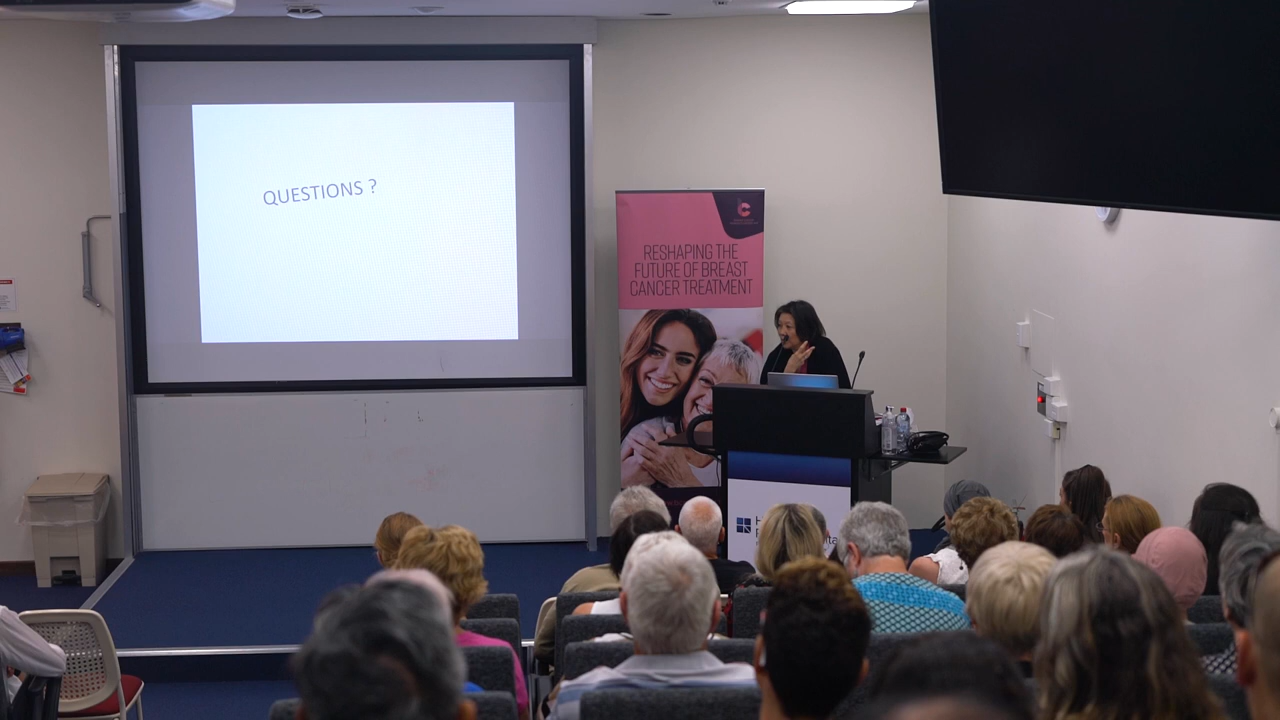 QUESTIONS ?
RESHAPING THE
FUTURE OF BREAST
CANCER TREATMENT